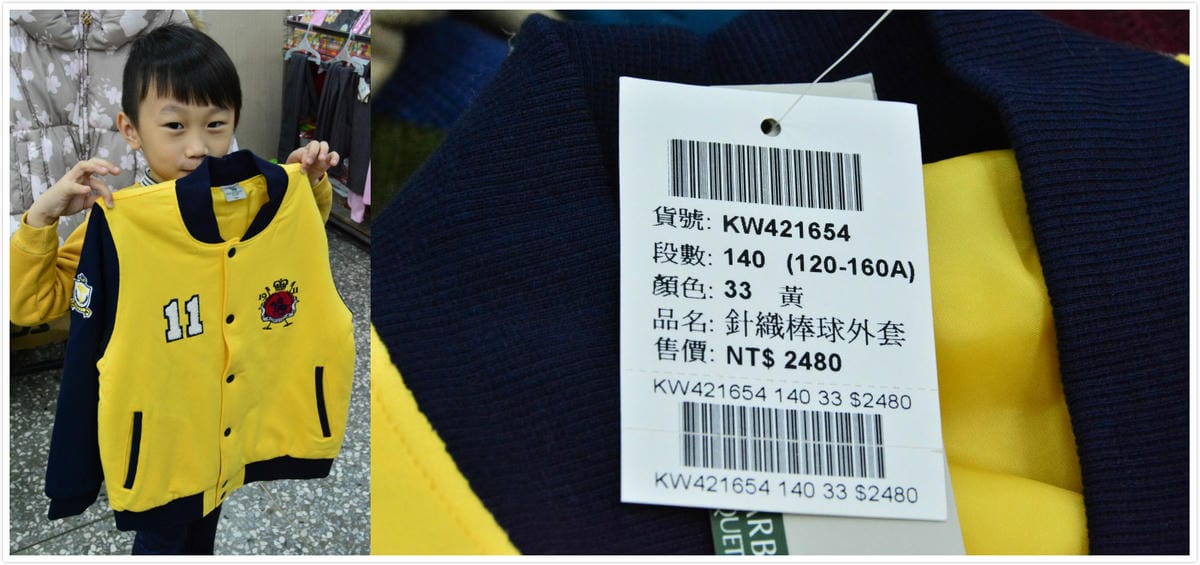 11
貨號: KW421654
段數: 140 (120-160A)
顏色: 33 黃
品名: 針織棒球外套
售價: NT$ 2480
KW421654 140 33 $2480
KW421654 140 33 $2480